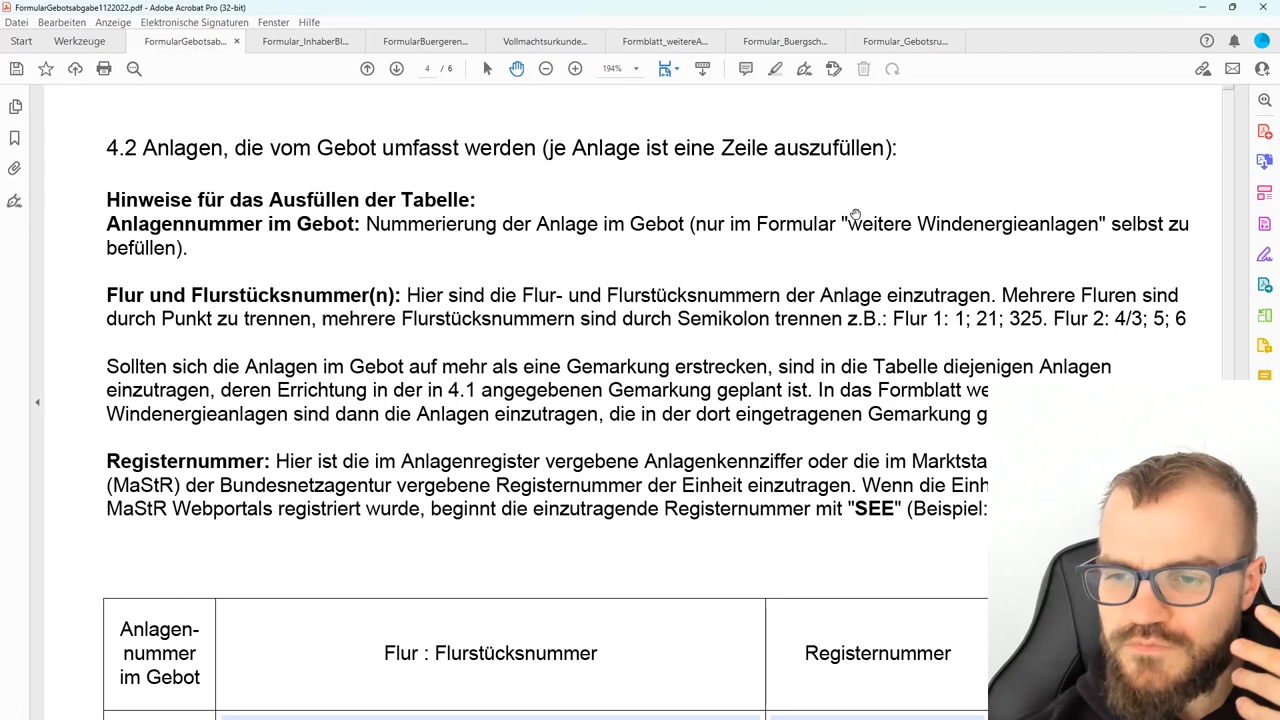 FormularGebotsabgabe1122022.pdf - Adobe Acrobat Pro (32-bit)
Datei Bearbeiten Anzeige Elektronische Signaturen Fenster Hilfe
Start Werkzeuge FormularGebotsab... × Formular_InhaberBl... FormularBuergeren... Vollmachtsurkunde... Formblatt_weitereA... Formular_Buergsch... Formular_Gebotsru...
4 / 6 194%
4.2 Anlagen, die vom Gebot umfasst werden (je Anlage ist eine Zeile auszufüllen):
Hinweise für das Ausfüllen der Tabelle:
Anlagennummer im Gebot: Nummerierung der Anlage im Gebot (nur im Formular "weitere Windenergieanlagen" selbst zu
befüllen).
Flur und Flurstücksnummer(n): Hier sind die Flur- und Flurstücksnummern der Anlage einzutragen. Mehrere Fluren sind
durch Punkt zu trennen, mehrere Flurstücksnummern sind durch Semikolon trennen z.B.: Flur 1: 1; 21; 325. Flur 2: 4/3; 5; 6
Sollten sich die Anlagen im Gebot auf mehr als eine Gemarkung erstrecken, sind in die Tabelle diejenigen Anlagen
einzutragen, deren Errichtung in der in 4.1 angegebenen Gemarkung geplant ist. In das Formblatt we
Windenergieanlagen sind dann die Anlagen einzutragen, die in der dort eingetragenen Gemarkung g
Registernummer: Hier ist die im Anlagenregister vergebene Anlagenkennziffer oder die im Marktsta
(MaStR) der Bundesnetzagentur vergebene Registernummer der Einheit einzutragen. Wenn die Einh
MaStR Webportals registriert wurde, beginnt die einzutragende Registernummer mit "SEE" (Beispiel:
Anlagen-
nummer
im Gebot
Flur : Flurstücksnummer
Registernummer